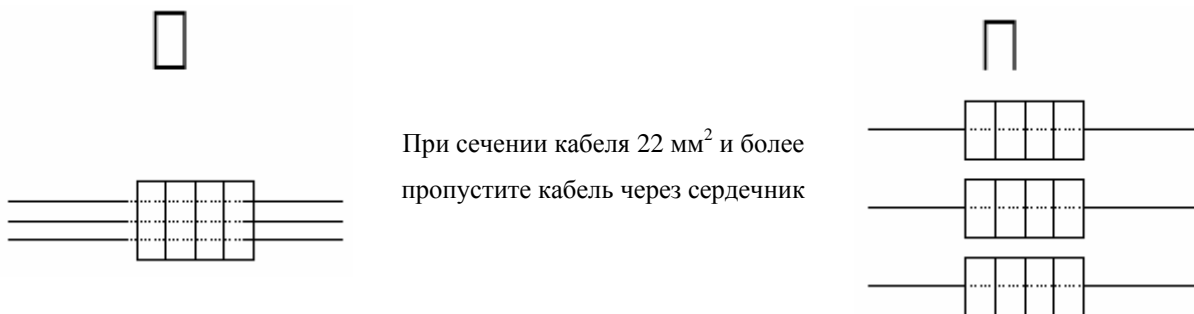 При сечении кабеля 22 мм² и более
пропустите кабель через сердечник